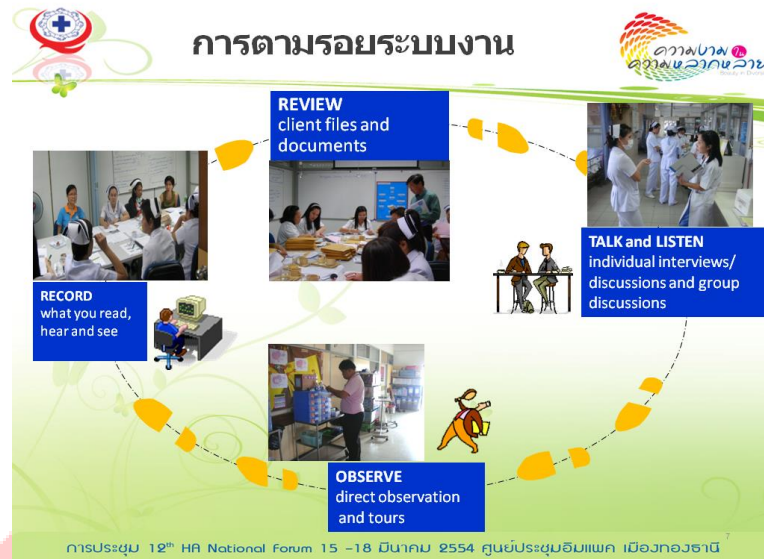 การตามรอยระบบงาน
ความงามใน
ความหลากหลาย
REVIEW
client files and
documents
TALK and LISTEN
individual interviews/
discussions and group
discussions
RECORD
what you read,
hear and see
OBSERVE
direct observation
and tours
7
การประชุม 12th HA National Forum 15 –18 มีนาคม 2554 ศูนย์ประชุมอิมแพค เมืองทองธานี